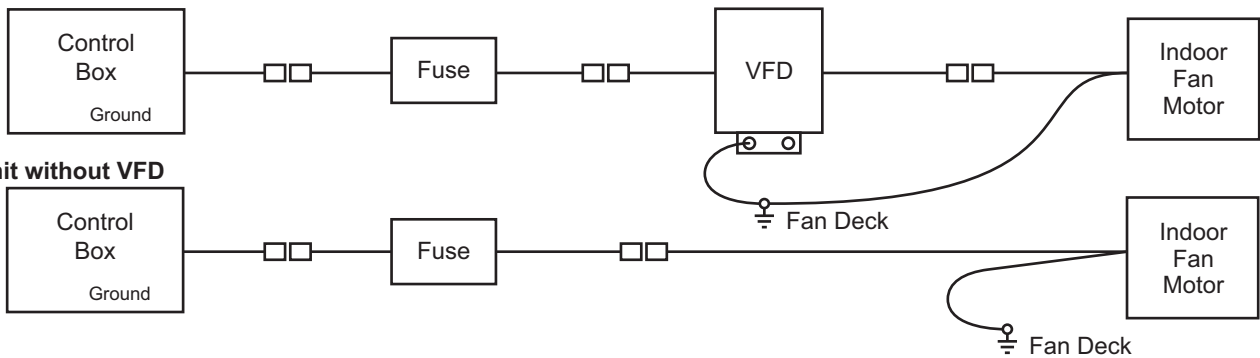 Control
Box
Ground
Fuse
VFD
Indoor
Fan
Motor
Fan Deck
without VFD
Control
Box
Ground
Fuse
Indoor
Fan
Motor
Fan Deck